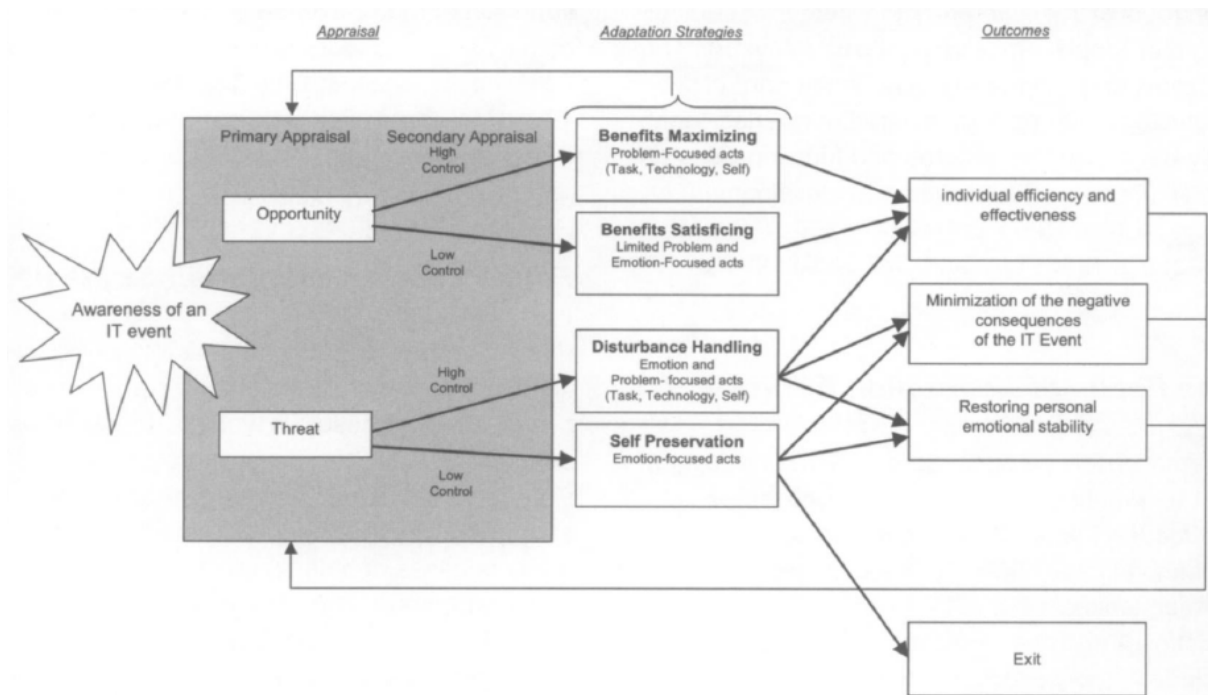 Appraisal
Adaptation Strategies
Outcomes
Primary Appraisal
Secondary Appraisal
High
Control
Opportunity
Low
Control
Awareness of an
IT event
High
Control
Threat
Low
Control
Benefits Maximizing
Problem-Focused acts
(Task, Technology, Self)
Benefits Satisficing
Limited Problem and
Emotion-Focused acts
Disturbance Handling
Emotion and
Problem- focused acts
(Task, Technology, Self)
Self Preservation
Emotion-focused acts
individual efficiency and
effectiveness
Minimization of the negative
consequences
of the IT Event
Restoring personal
emotional stability
Exit